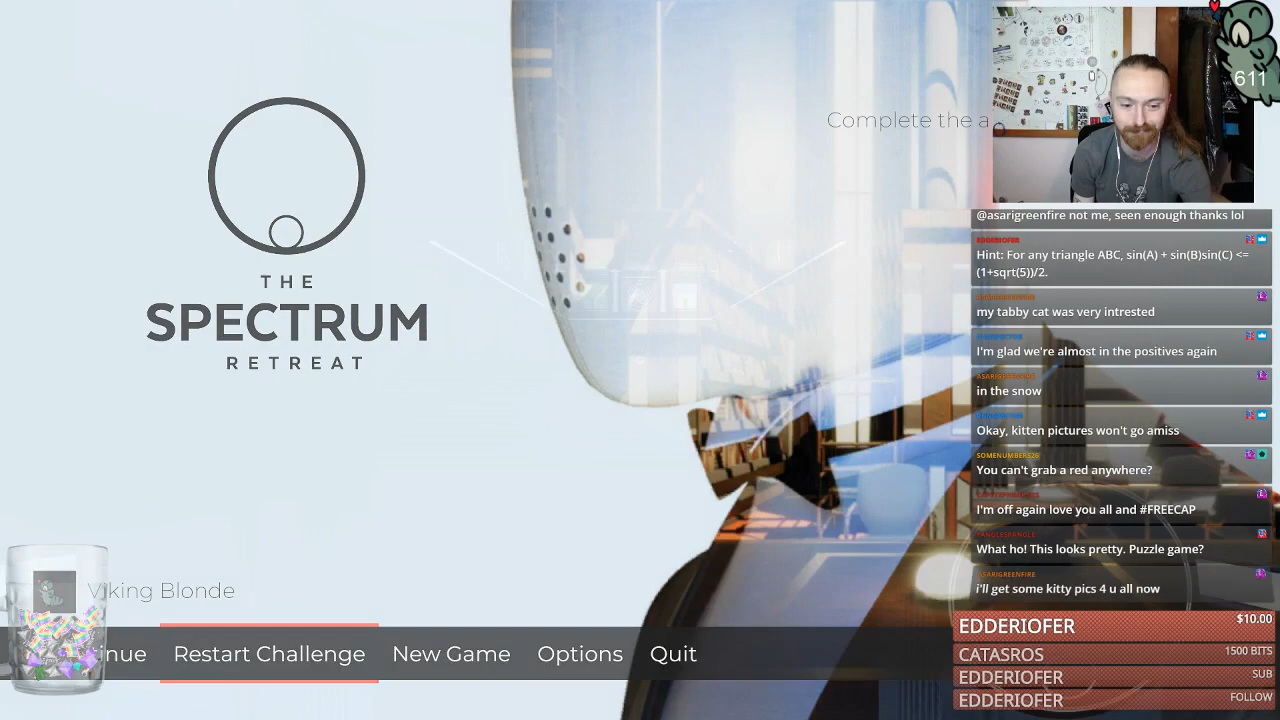 THE
SPECTRUM
RETREAT
Complete the a
611
@asarigreenfire not me, seen enough thanks lol
EDDERIOFER
Hint: For any triangle ABC, sin(A) + sin(B)sin(C) <=
(1+sqrt(5))/2.
my tabby cat was very intrested
I'm glad we're almost in the positives again
ASARIGREENFIRE
in the snow
Okay, kitten pictures won't go amiss
SOMENUMBERS26
You can't grab a red anywhere?
I'm off again love you all and #FREECAP
What ho! This looks pretty. Puzzle game?
ASARIGREENFIRE
i'll get some kitty pics 4 u all now
Viking Blonde
inue
Restart Challenge
New Game
Options
Quit
EDDERIOFER $10.00
CATASROS 1500 BITS
EDDERIOFER SUB
EDDERIOFER FOLLOW